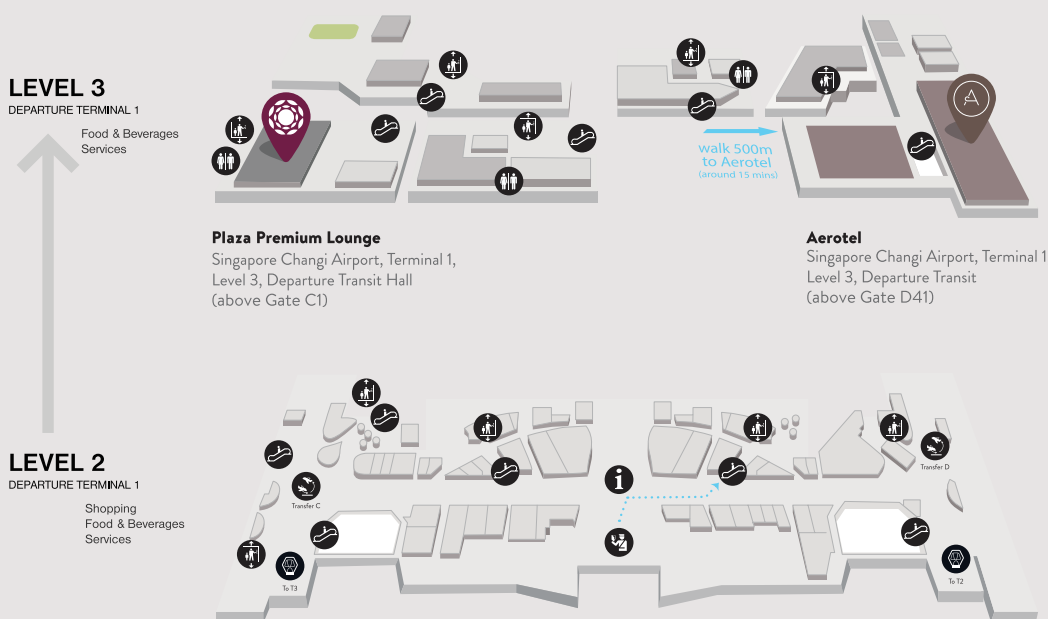 LEVEL 3
DEPARTURE TERMINAL 1
Food & Beverages
Services
walk 500m
to Aerotel
(around 15 mins)
A
Plaza Premium Lounge
Singapore Changi Airport, Terminal 1,
Level 3, Departure Transit Hall
(above Gate C1)
Aerotel
Singapore Changi Airport, Terminal 1
Level 3, Departure Transit
(above Gate D41)
LEVEL 2
DEPARTURE TERMINAL 1
Shopping
Food & Beverages
Services
Transfer C
i
Transfer D
To T3
To T2